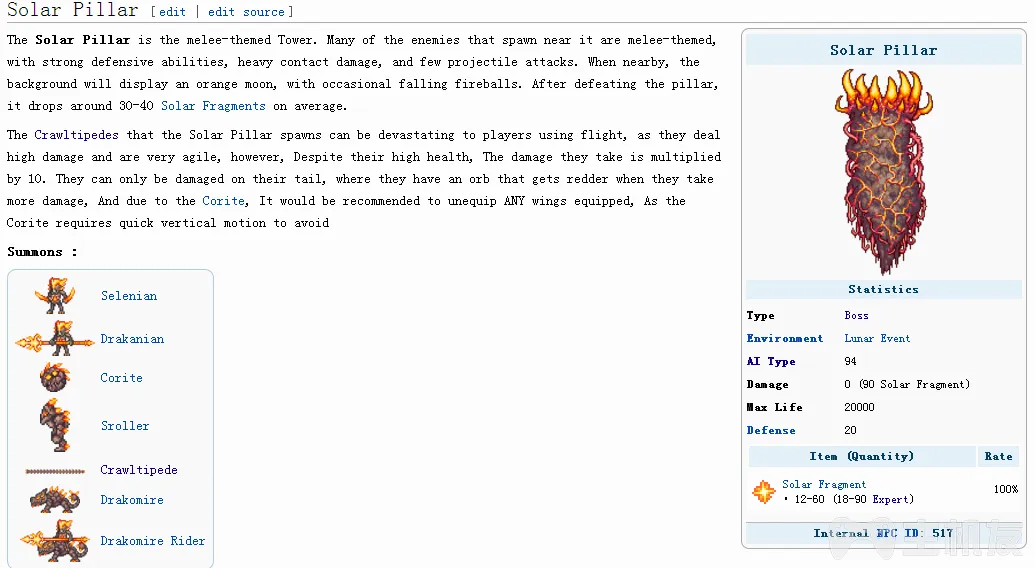 Solar Pillar [edit | edit source]
The Solar Pillar is the melee-themed Tower. Many of the enemies that spawn near it are melee-themed,
with strong defensive abilities, heavy contact damage, and few projectile attacks. When nearby, the
background will display an orange moon, with occasional falling fireballs. After defeating the pillar,
it drops around 30-40 Solar Fragments on average.
The Crawltipedes that the Solar Pillar spawns can be devastating to players using flight, as they deal
high damage and are very agile, however, Despite their high health, The damage they take is multiplied
by 10. They can only be damaged on their tail, where they have an orb that gets redder when they take
more damage, And due to the Corite, It would be recommended to unequip ANY wings equipped, As the
Corite requires quick vertical motion to avoid
Summons :
Selenian
Drakanian
Corite
Sroller
Crawltipede
Drakomire
Drakomire Rider
Solar Pillar
Statistics
Type Boss
Environment Lunar Event
AI Type 94
Damage 0 (90 Solar Fragment)
Max Life 20000
Defense 20
Item (Quantity) Rate
Solar Fragment
• 12-60 (18-90 Expert) 100%
Internal NPC ID: 517
主机友